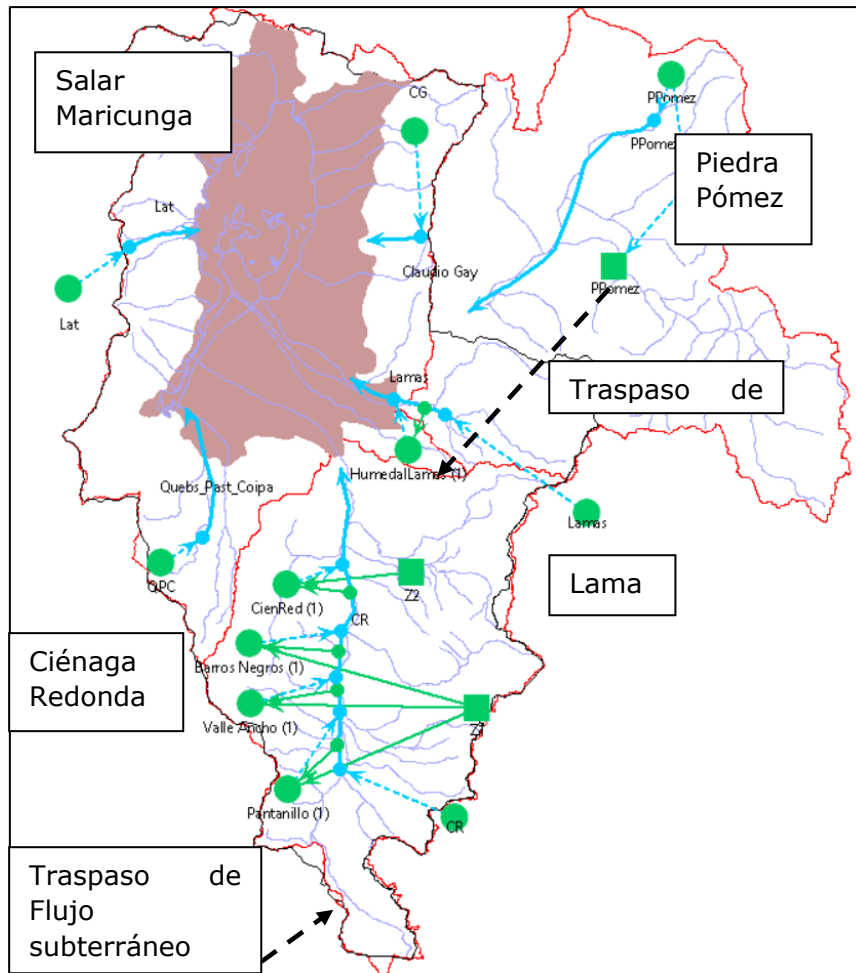 Salar
Maricunga
CG
PPomez
PPomez
Piedra
Pómez
Lat
Claudio Gay
PPomez
Lat
Lamas
Traspaso de
HumedalLamas (1)
Quebs_Past_Coipa
Lamas
QPC
Z2
Lama
CienRed (1)
CR
Ciénaga
Redonda
Barros Negros (1)
Valle Ancho (1)
Z1
Pantanillo (1)
CR
Traspaso de
Flujo
subterráneo